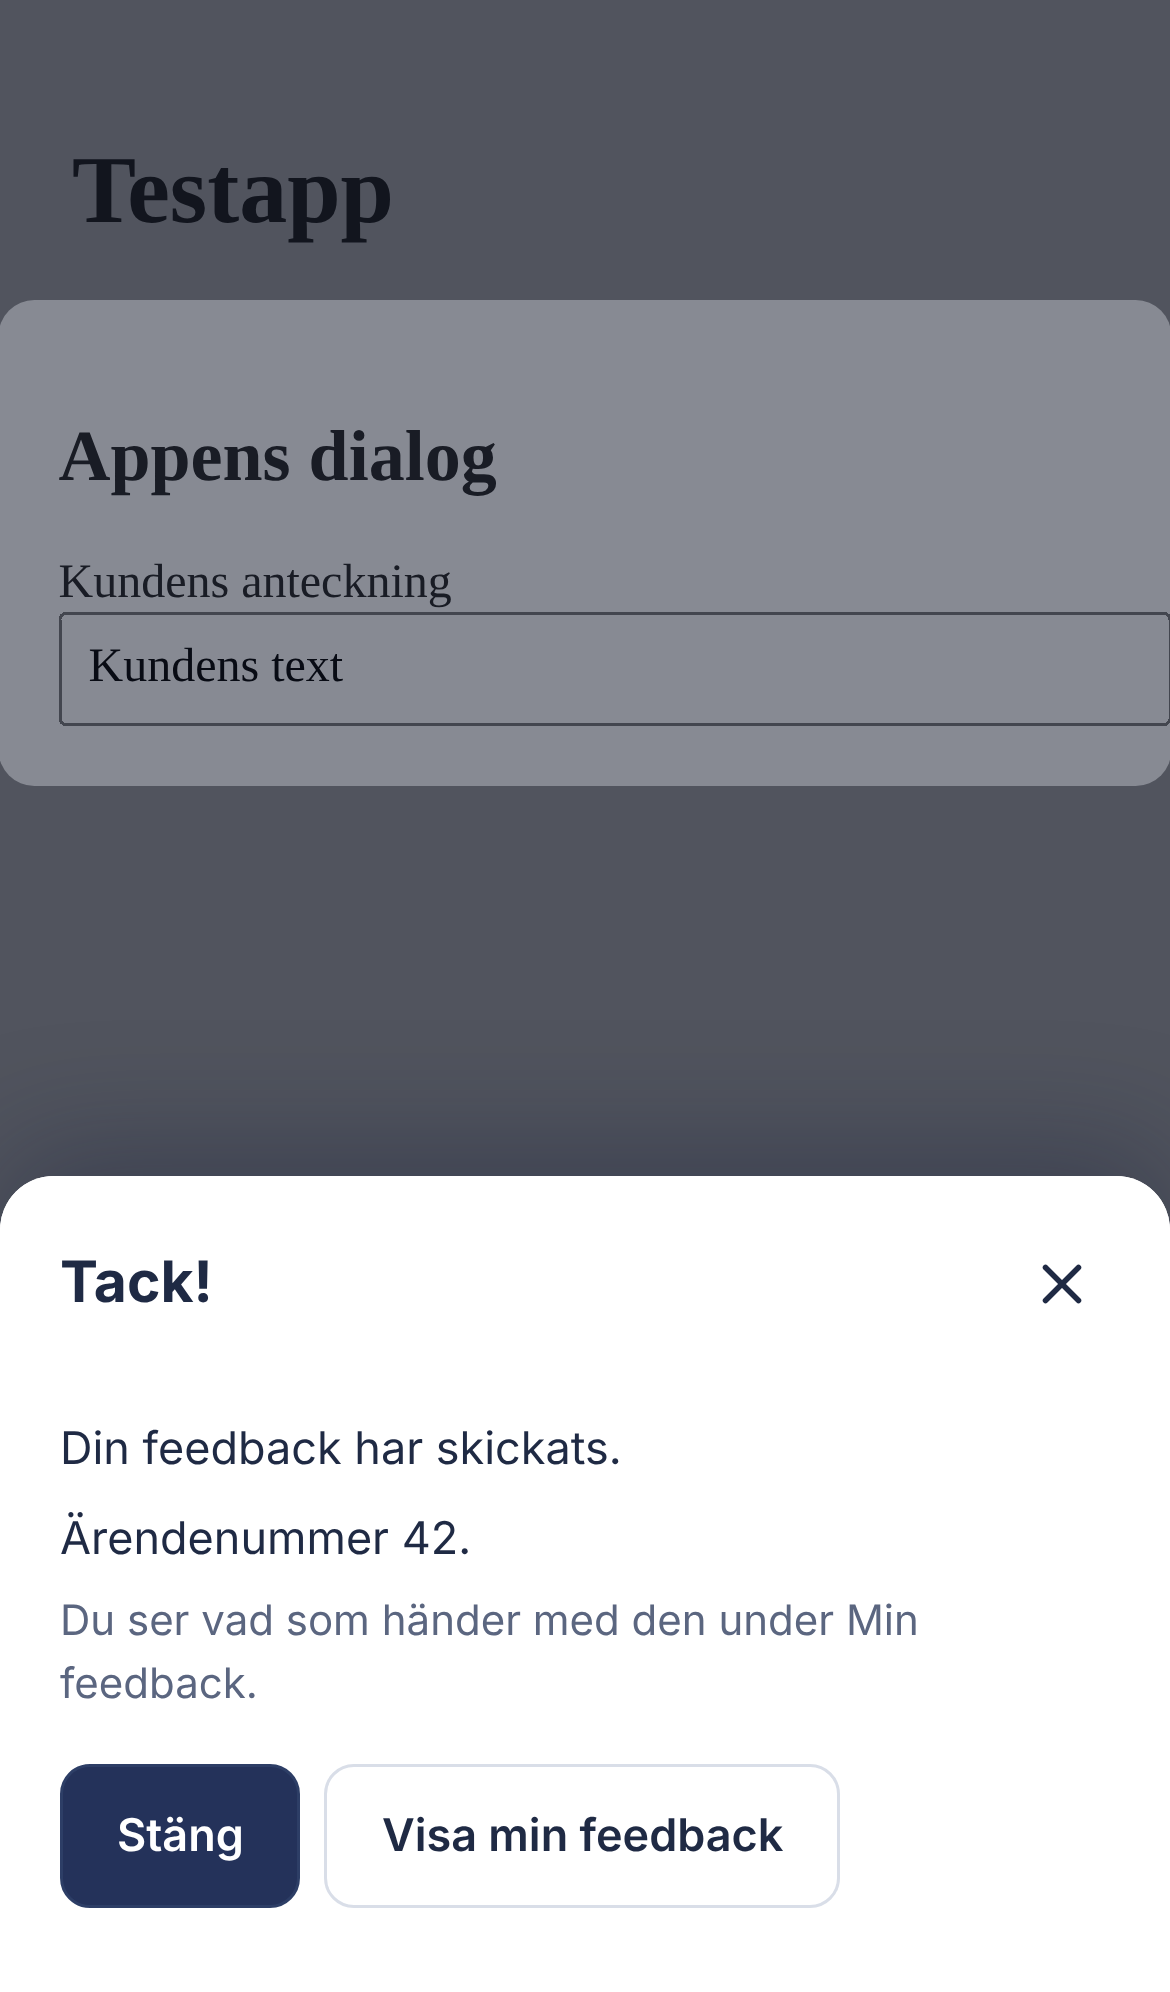 Testapp
Appens dialog
Kundens anteckning
Kundens text
Tack!
Din feedback har skickats.
Ärendenummer 42.
Du ser vad som händer med den under Min
feedback.
Stäng
Visa min feedback